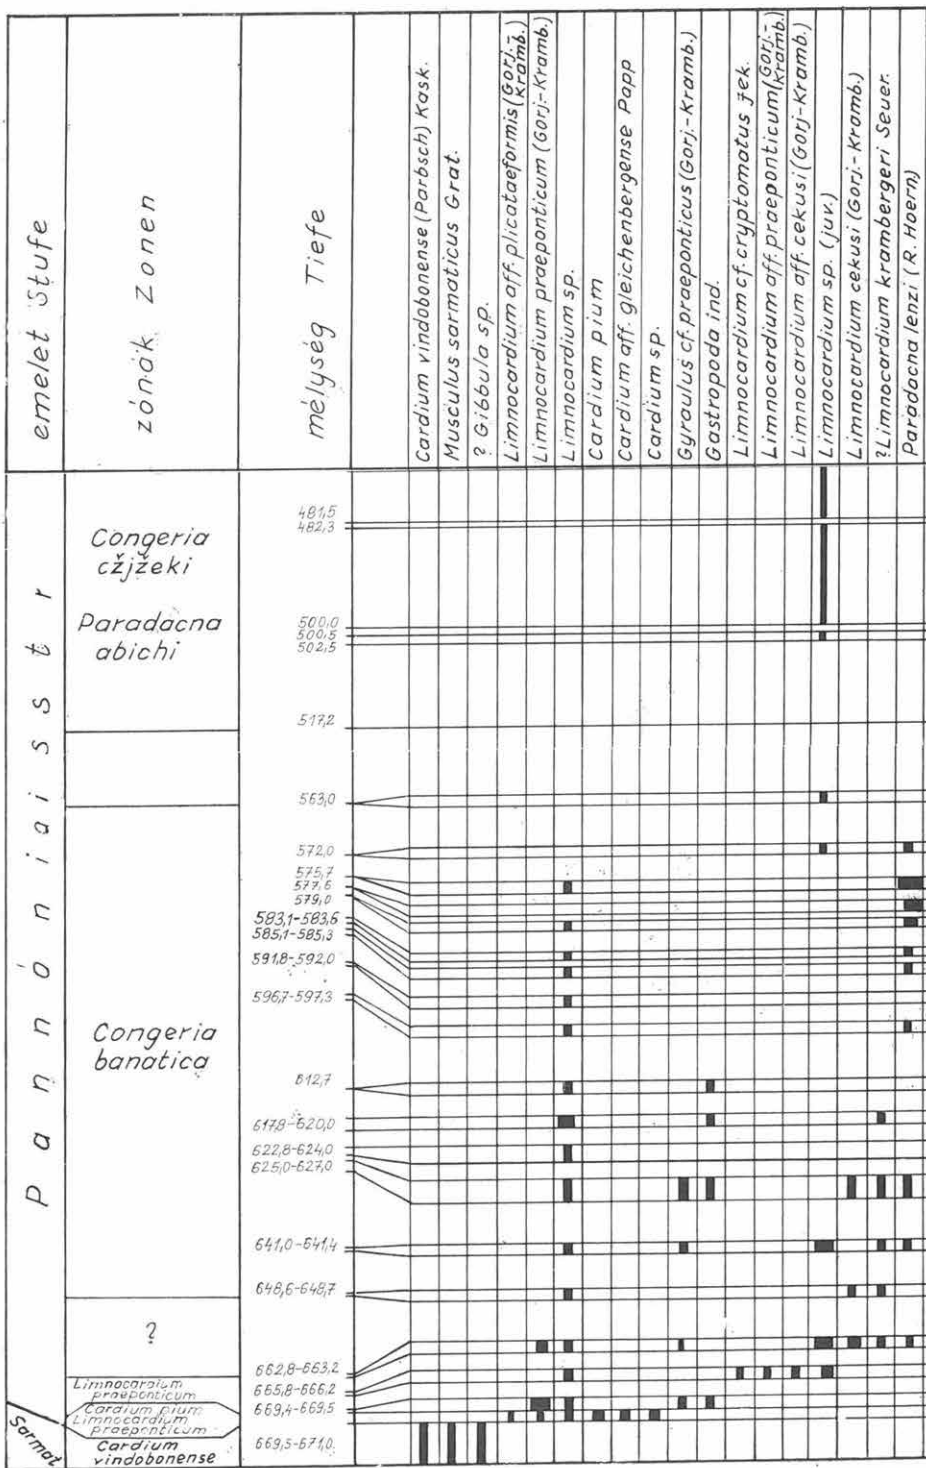 emelet Stufe
zónák Zonen
mélység Tiefe
Cardium vindobonense (Partsch) Kask.
Musculus sarmaticus Grat.
? Gibbula sp.
Limnocardium aff. plicataeformis (Gorj.-Kramb.)
Limnocardium praeponticum (Gorj.-Kramb.)
Limnocardium sp.
Cardium pium
Cardium aff. gleichenbergense Papp
Cardium sp.
Gyraulus cf. praeponticus (Gorj.-Kramb.)
Gastropoda ind.
Limnocardium cf. cryptomatus Jek.
Limnocardium aff. praeponticum (Gorj.-Kramb.)
Limnocardium aff. cekusi (Gorj-Kramb.)
Limnocardium sp. (juv.)
Limnocardium cekusi (Gorj.-Kramb.)
? Limnocardium krambergeri Seuer.
Paradacna lenzi (R. Hoern)
Pannóniaisstr
Sarmat
Congeria
cžjžeki
Paradacna
abichi
Congeria
banatica
?
Limnocardium
praeponticum
Cardium pium
Limnocardium
praeponticum
Cardium
vindobonense
481,5
482,3
500,0
500,5
502,5
517,2
563,0
572,0
575,7
577,6
579,0
583,1-583,6
585,1-585,3
591,8-592,0
596,7-597,3
612,7
617,8-620,0
622,8-624,0
625,0-627,0
641,0-641,4
648,6-648,7
662,8-663,2
665,8-666,2
669,4-669,5
669,5-671,0